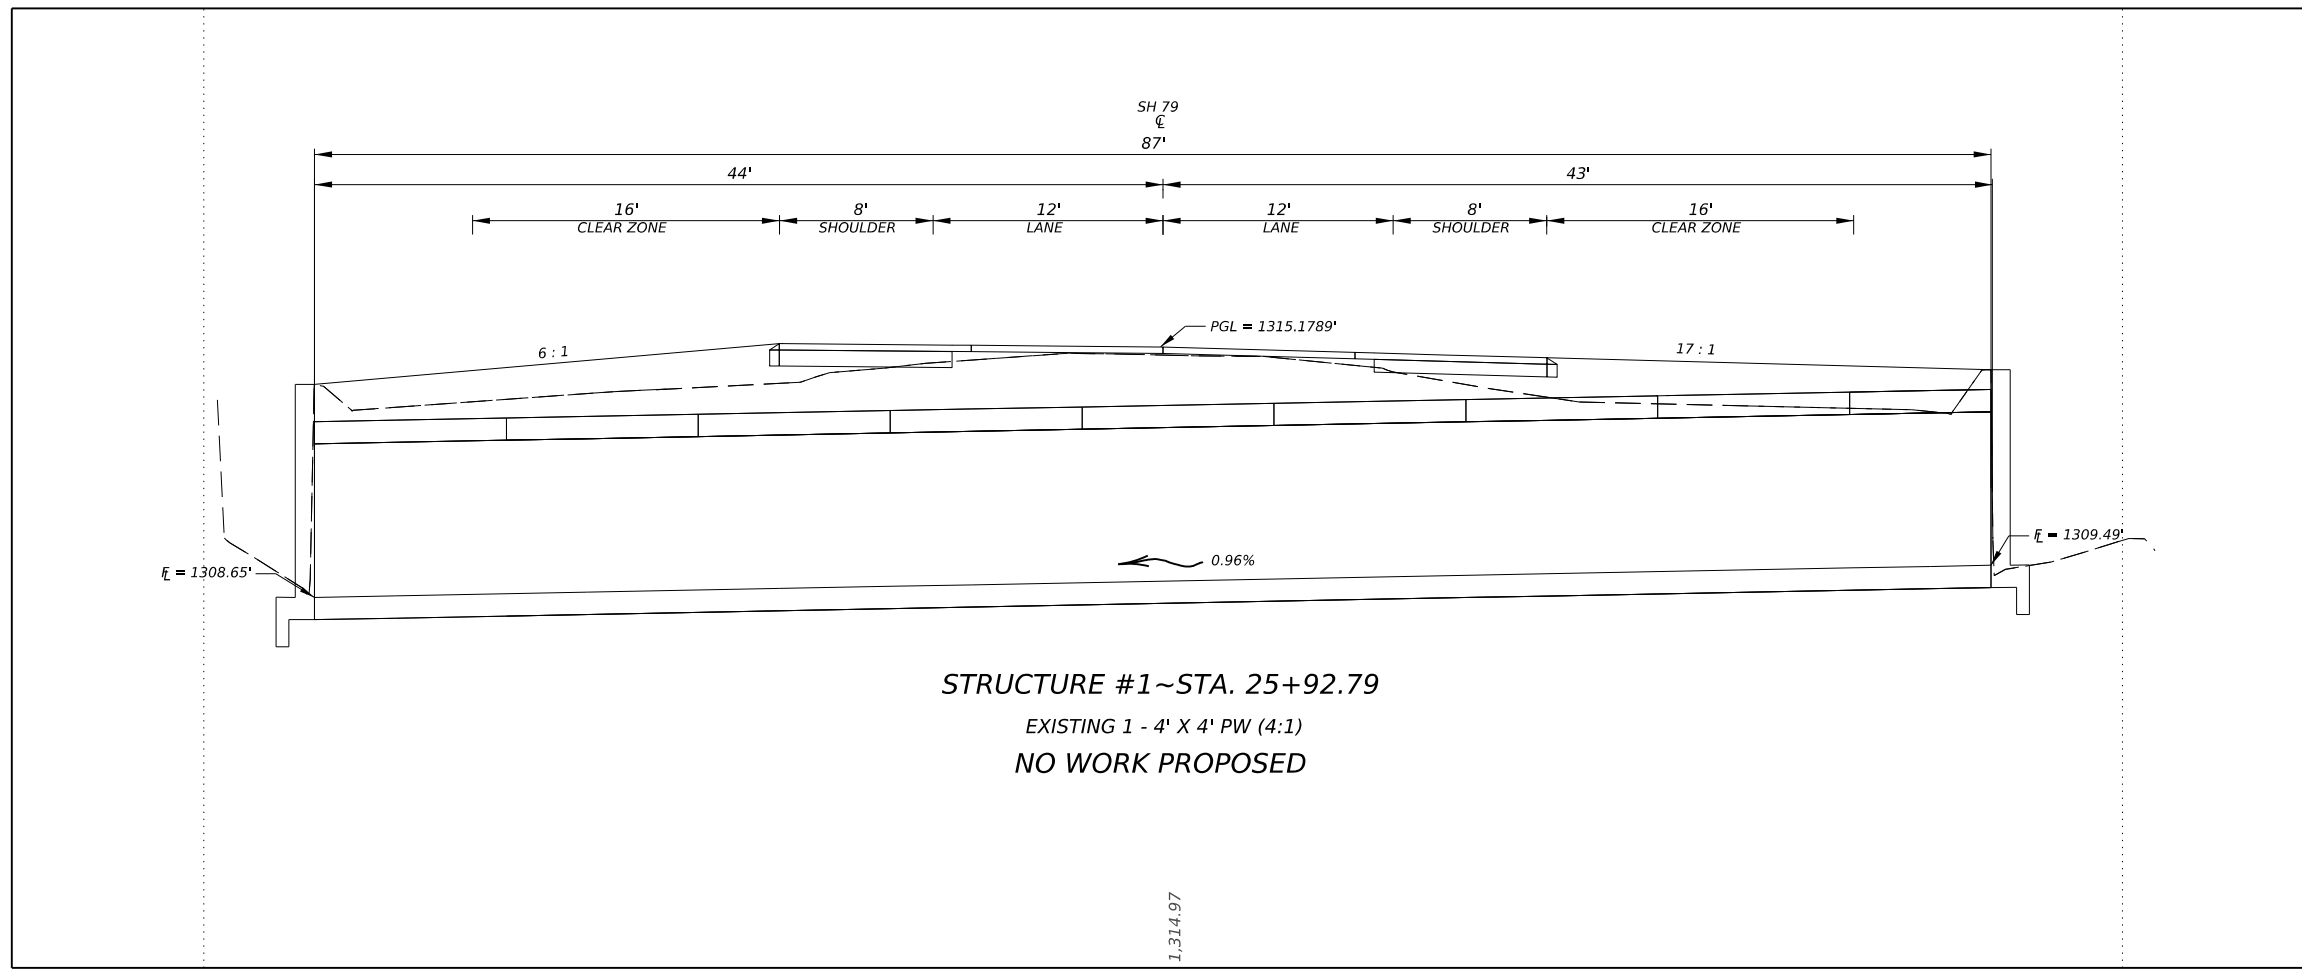 SH 79
℄
87'
44' 43'
16' 8' 12' 12' 8' 16'
CLEAR ZONE SHOULDER LANE LANE SHOULDER CLEAR ZONE
PGL = 1315.1789'
6 : 1
17 : 1
FL = 1309.49'
0.96%
FL = 1308.65'
STRUCTURE #1~STA. 25+92.79
EXISTING 1 - 4' X 4' PW (4:1)
NO WORK PROPOSED
1,314.97